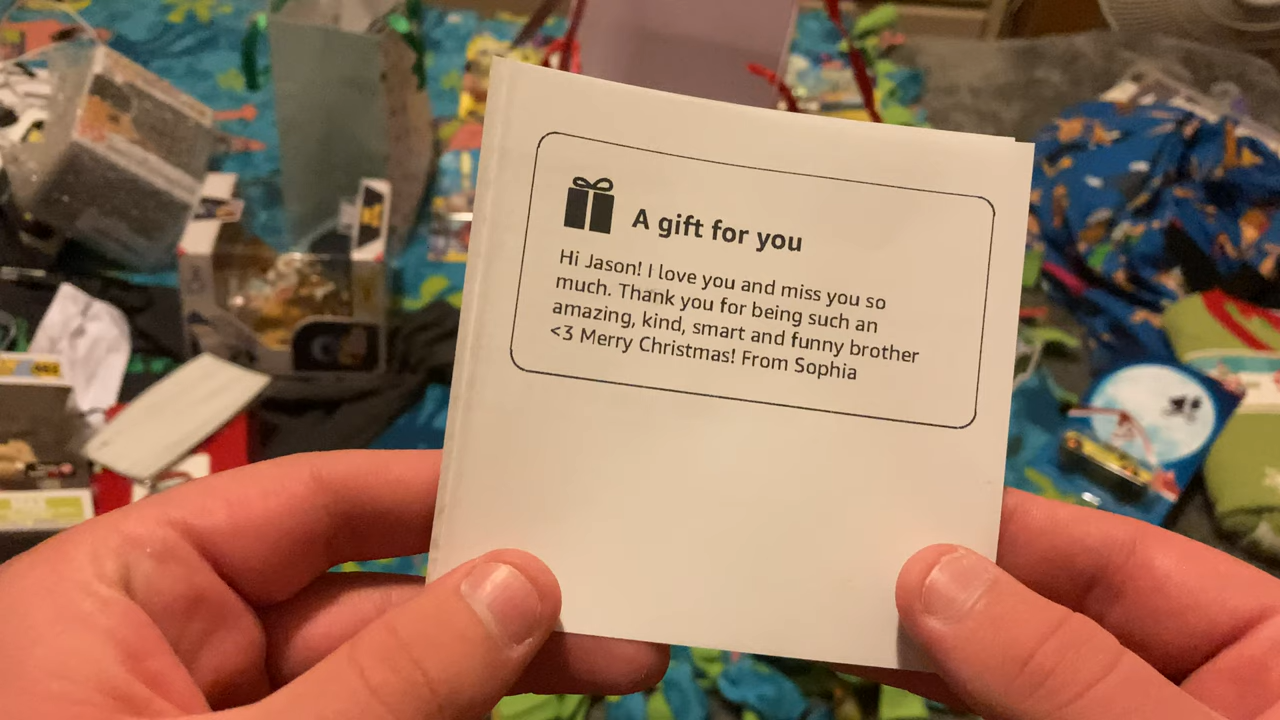 A gift for you
Hi Jason! I love you and miss you so
much. Thank you for being such an
amazing, kind, smart and funny brother
<3 Merry Christmas! From Sophia